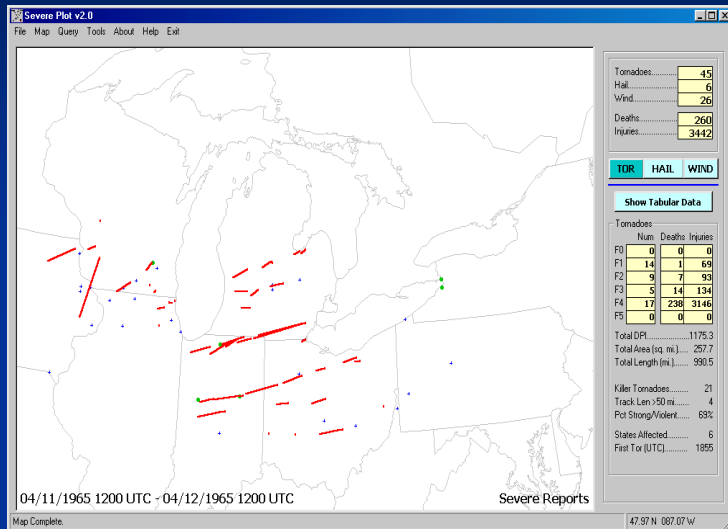 Severe Plot v2.0
File Map Query Tools About Help Exit
04/11/1965 1200 UTC - 04/12/1965 1200 UTC
Severe Reports
Tornadoes............ 45
Hail....................... 6
Wind..................... 26
Deaths.................. 260
Injuries.................. 3442
TOR HAIL WIND
Show Tabular Data
Tornadoes
Num Deaths Injuries
F0 0 0 0
F1 14 1 69
F2 9 7 93
F3 5 14 134
F4 17 238 3146
F5 0 0 0
Total DPI....................1175.3
Total Area (sq. mi.)..... 257.7
Total Length (mi.)........ 990.5
Killer Tornadoes......... 21
Track Len >50 mi....... 4
Pct Strong/Violent..... 69%
States Affected.......... 6
First Tor (UTC)............ 1855
Map Complete.
47.97 N 087.07 W